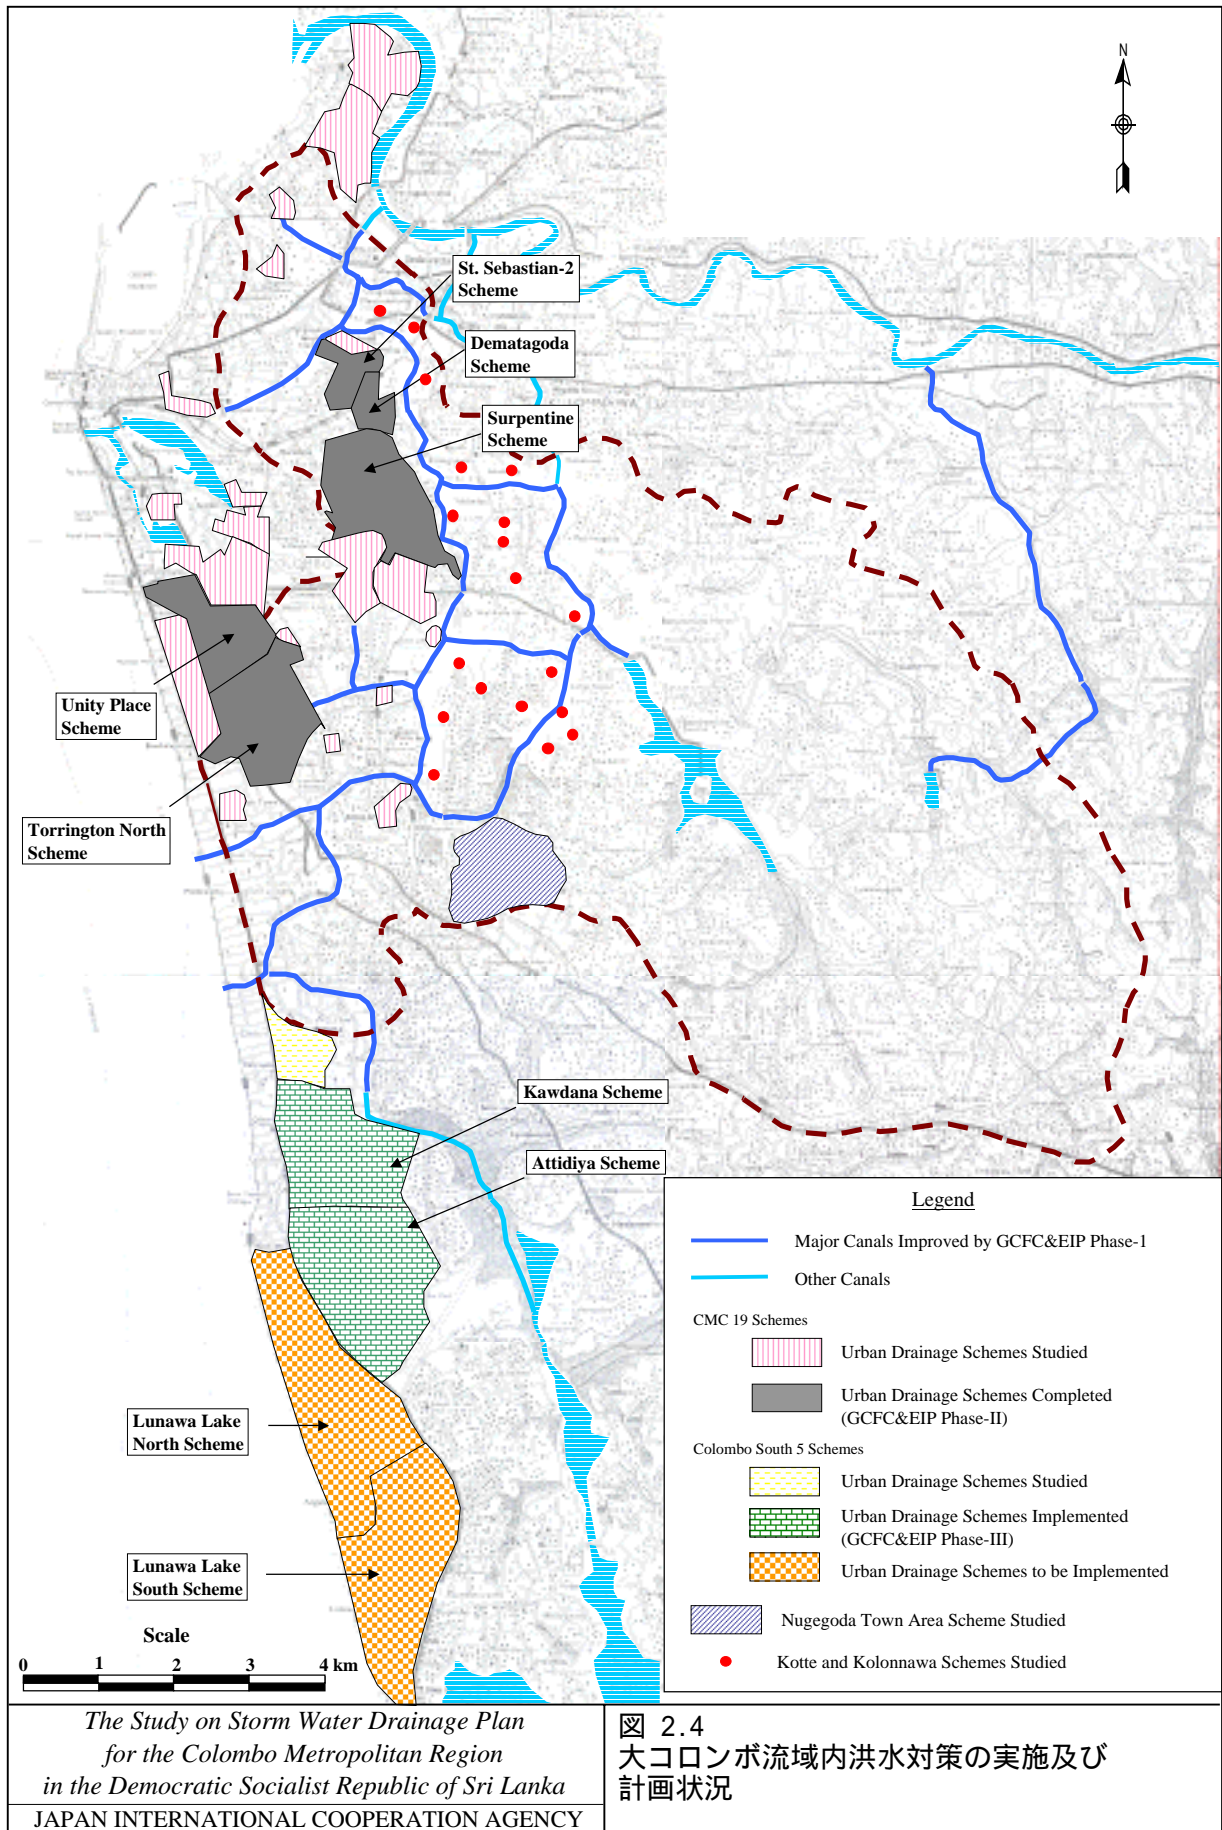 N
St. Sebastian-2
Scheme
Dematagoda
Scheme
Surpentine
Scheme
Unity Place
Scheme
Torrington North
Scheme
Kawdana Scheme
Attidiya Scheme
Lunawa Lake
North Scheme
Lunawa Lake
South Scheme
Scale
0 1 2 3 4 km
Legend
Major Canals Improved by GCFC&EIP Phase-1
Other Canals
CMC 19 Schemes
Urban Drainage Schemes Studied
Urban Drainage Schemes Completed
(GCFC&EIP Phase-II)
Colombo South 5 Schemes
Urban Drainage Schemes Studied
Urban Drainage Schemes Implemented
(GCFC&EIP Phase-III)
Urban Drainage Schemes to be Implemented
Nugegoda Town Area Scheme Studied
Kotte and Kolonnawa Schemes Studied
The Study on Storm Water Drainage Plan
for the Colombo Metropolitan Region
in the Democratic Socialist Republic of Sri Lanka
JAPAN INTERNATIONAL COOPERATION AGENCY
図 2.4
大コロンボ流域内洪水対策の実施及び
計画状況